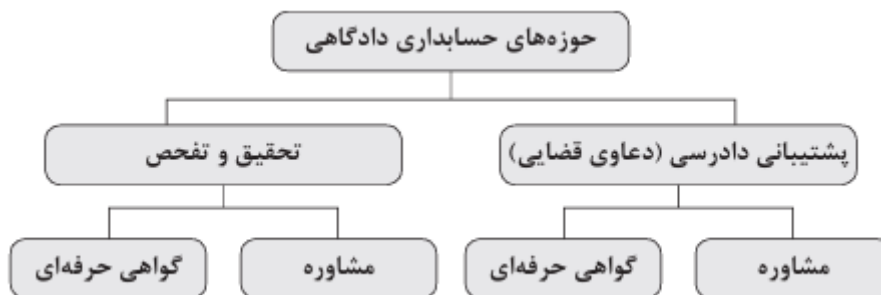 حوزه‌های حسابداری دادگاهی
پشتیبانی دادرسی (دعاوی قضایی)
تحقیق و تفحص
مشاوره
گواهی حرفه‌ای
مشاوره
گواهی حرفه‌ای